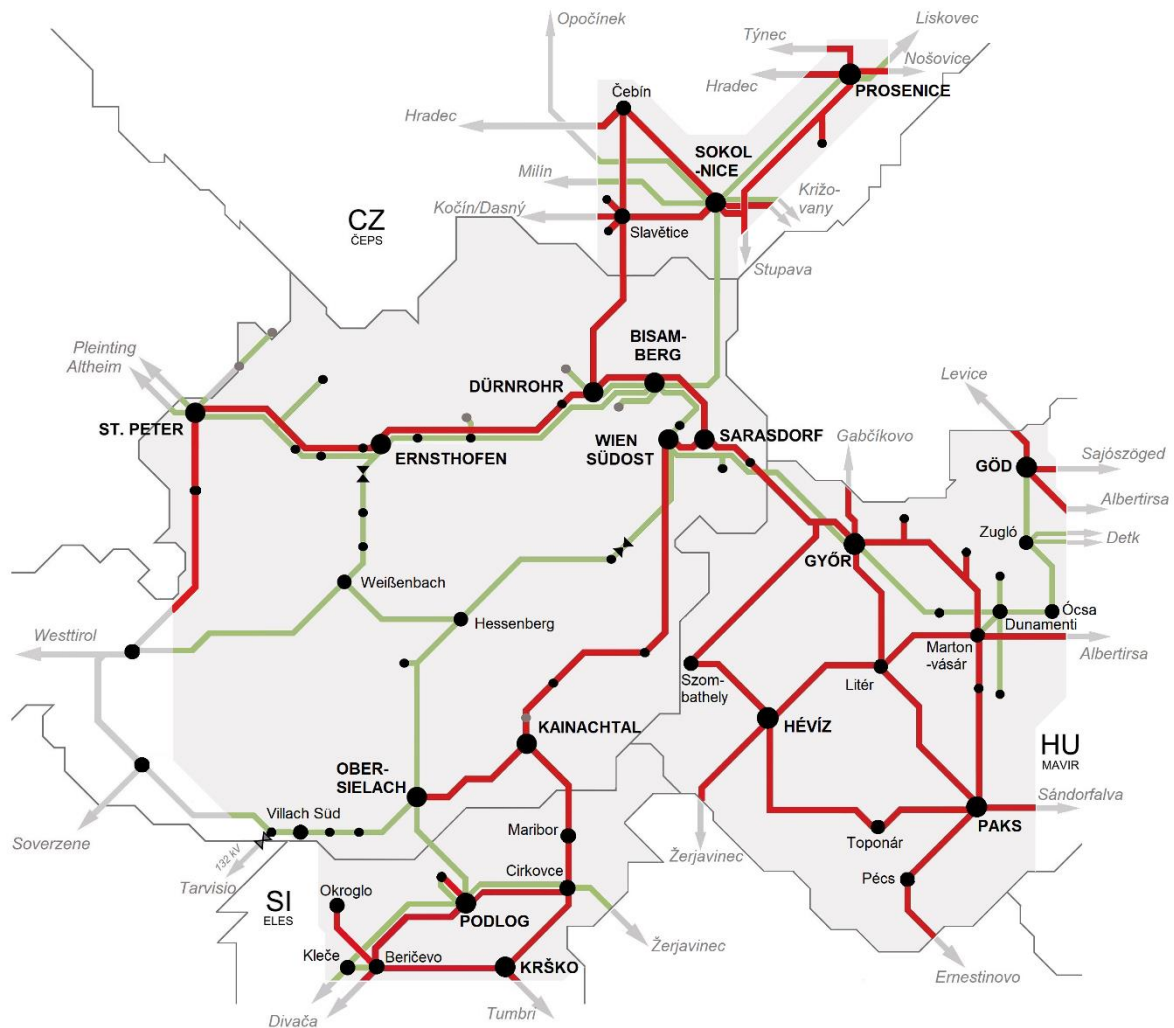 Opočínek
Liskovec
Týnec
Nošovice
Hradec
PROSENICE
Čebín
Hradec
SOKOL
-NICE
Milín
Križo-
vany
Kočín/Dasný
CZ
ČEPS
Slavětice
Stupava
BISAM-
BERG
Pleinting
Altheim
DÜRNROHR
Levice
ST. PETER
WIEN
SÜDOST
SARASDORF
Gabčíkovo
ERNSTHOFEN
GÖD
Sajószöged
Albertirsa
Zugló
Detk
GYŐR
Weißenbach
Ócsa
Dunamenti
Hessenberg
Westtirol
Marton
-vásár
Albertirsa
Szom-
bathely
Litér
KAINACHTAL
HÉVÍZ
HU
MAVIR
OBER-
SIELACH
Sándorfalva
Villach Süd
Maribor
Toponár
PAKS
Soverzene
132 kV
Žerjavinec
Tarvisio
Cirkovce
Pécs
SI
ELES
Okroglo
PODLOG
Žerjavinec
Kleče
Beričevo
KRŠKO
Ernestinovo
Divača
Tumbri